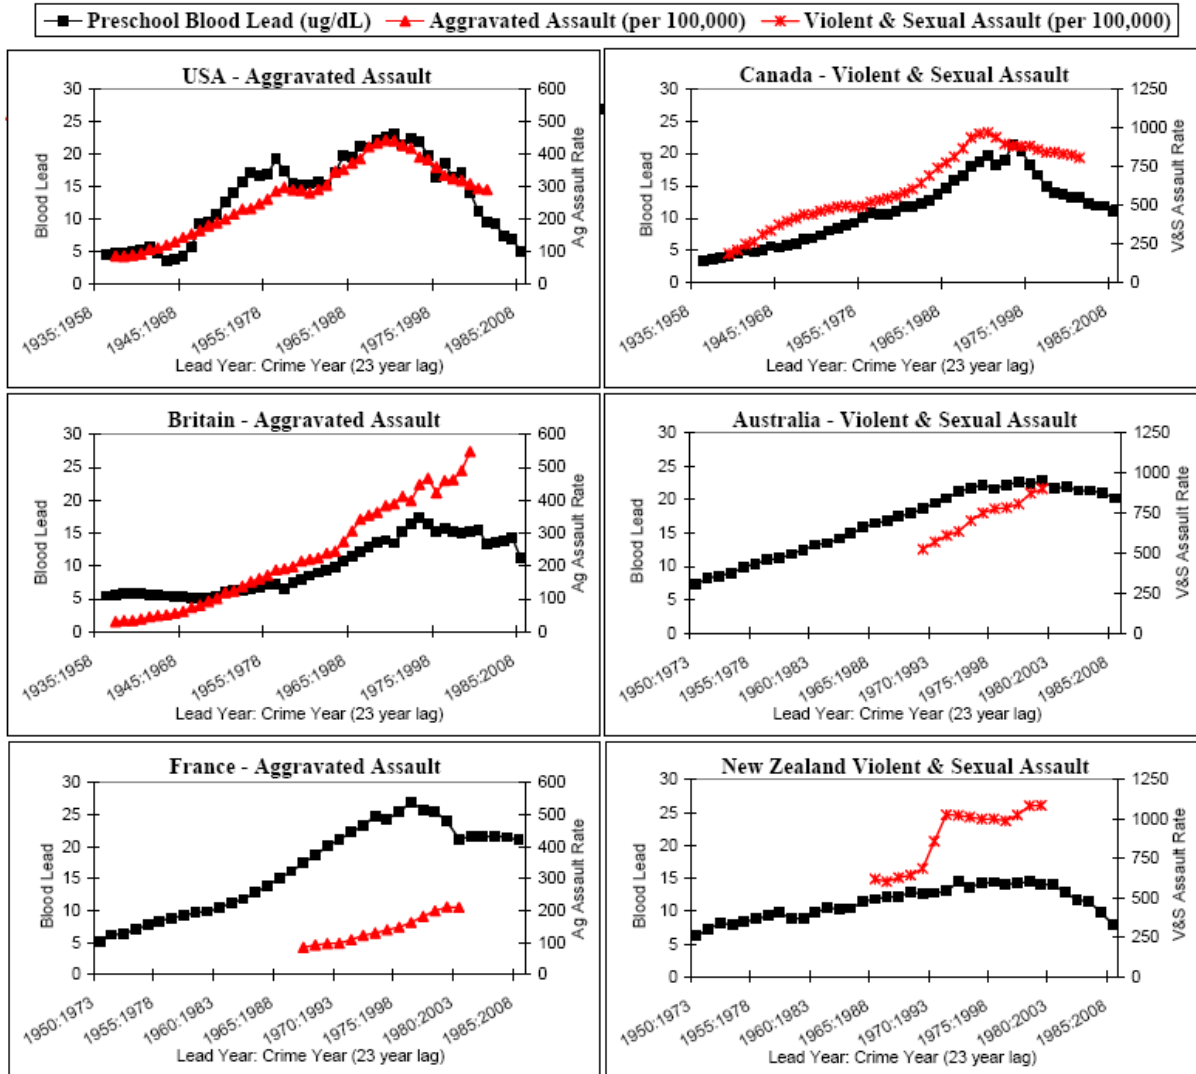 Preschool Blood Lead (ug/dL) Aggravated Assault (per 100,000) Violent & Sexual Assault (per 100,000)
USA - Aggravated Assault
30 25 20 15 10 5 0
Blood Lead
600 500 400 300 200 100 0
Ag Assault Rate
1935:1958 1945:1968 1955:1978 1965:1988 1975:1998 1985:2008
Lead Year: Crime Year (23 year lag)
Canada - Violent & Sexual Assault
30 25 20 15 10 5 0
Blood Lead
1250 1000 750 500 250 0
V&S Assault Rate
1935:1958 1945:1968 1955:1978 1965:1988 1975:1998 1985:2008
Lead Year: Crime Year (23 year lag)
Britain - Aggravated Assault
30 25 20 15 10 5 0
Blood Lead
600 500 400 300 200 100 0
Ag Assault Rate
1935:1958 1945:1968 1955:1978 1965:1988 1975:1998 1985:2008
Lead Year: Crime Year (23 year lag)
Australia - Violent & Sexual Assault
30 25 20 15 10 5 0
Blood Lead
1250 1000 750 500 250 0
V&S Assault Rate
1950:1973 1955:1978 1960:1983 1965:1988 1970:1993 1975:1998 1980:2003 1985:2008
Lead Year: Crime Year (23 year lag)
France - Aggravated Assault
30 25 20 15 10 5 0
Blood Lead
600 500 400 300 200 100 0
Ag Assault Rate
1950:1973 1955:1978 1960:1983 1965:1988 1970:1993 1975:1998 1980:2003 1985:2008
Lead Year: Crime Year (23 year lag)
New Zealand Violent & Sexual Assault
30 25 20 15 10 5 0
Blood Lead
1250 1000 750 500 250 0
V&S Assault Rate
1950:1973 1955:1978 1960:1983 1965:1988 1970:1993 1975:1998 1980:2003 1985:2008
Lead Year: Crime Year (23 year lag)